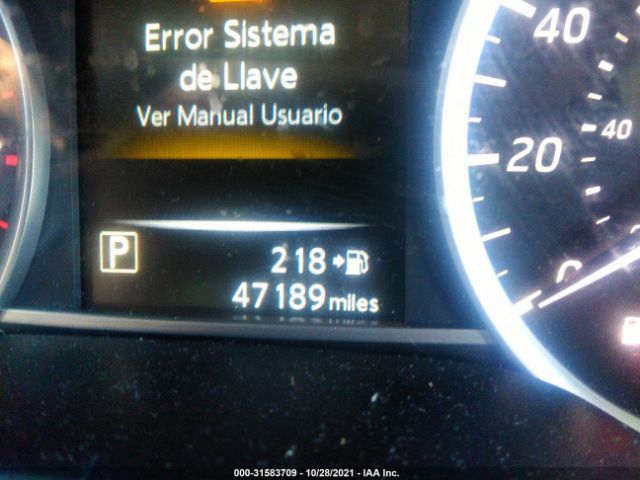 Error Sistema
de Llave
Ver Manual Usuario
40
40
20
P
218
0
47189 miles
000-31583709 - 10/28/2021 - IAA Inc.